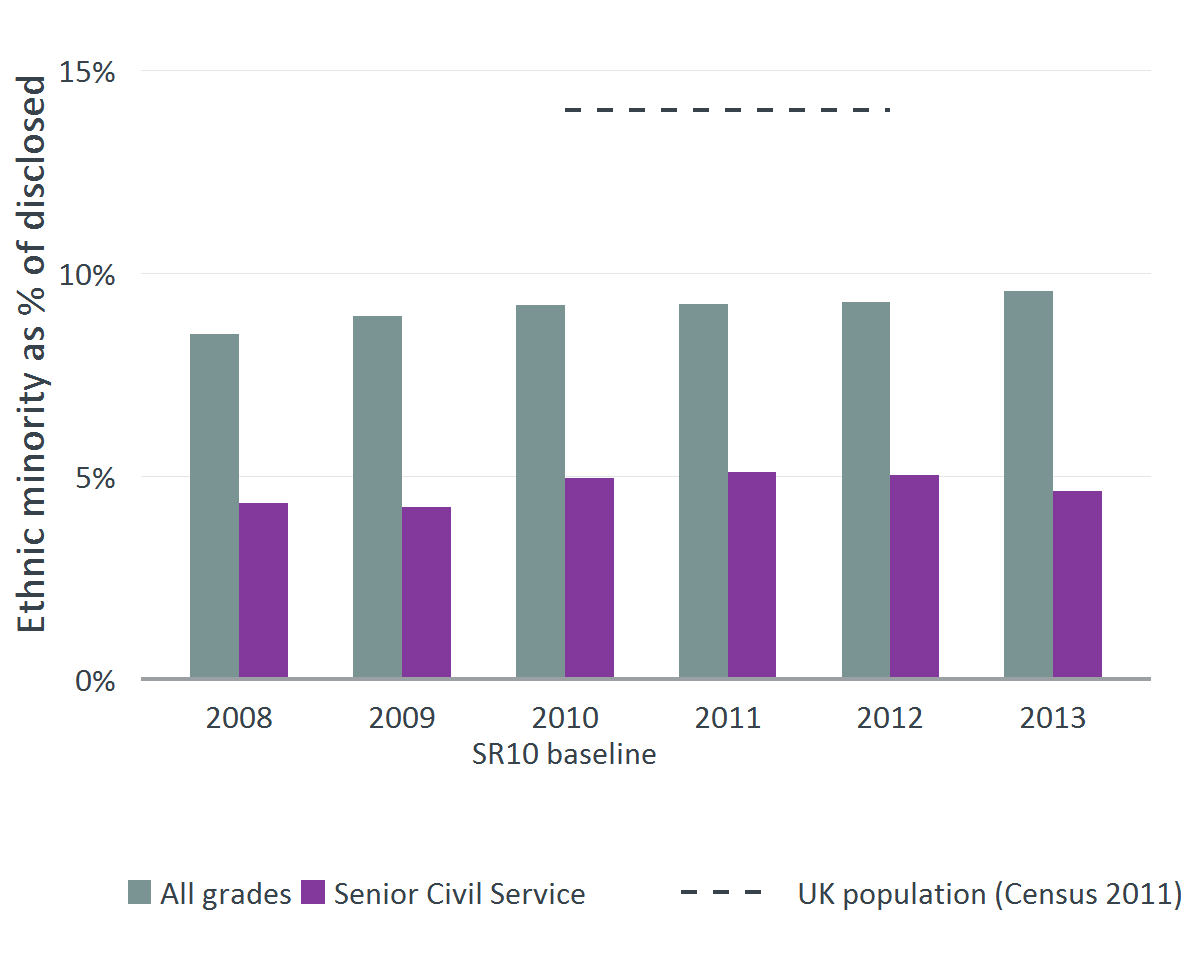 Ethnic minority as % of disclosed
15%
10%
5%
0%
2008 2009 2010 2011 2012 2013
SR10 baseline
All grades Senior Civil Service UK population (Census 2011)